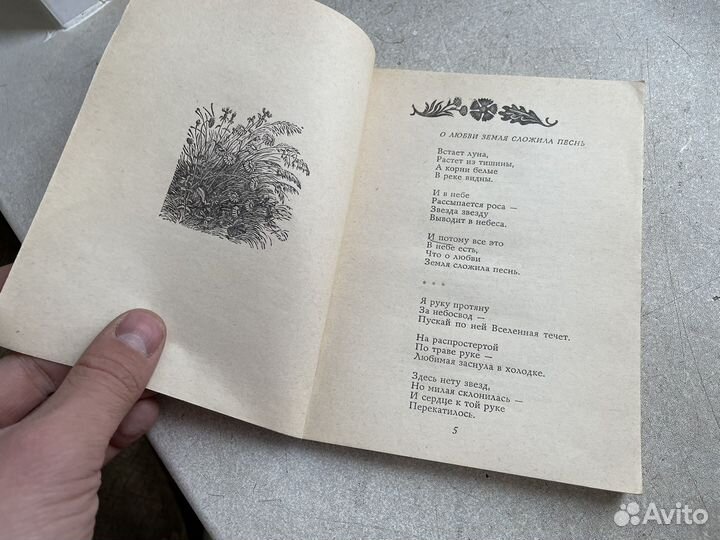 О ЛЮБВИ ЗЕМЛЯ СЛОЖИЛА ПЕСНЬ
Встает луна,
Растет из тишины,
А корни белые
В реке видны.
И в небе
Рассыпается роса —
Звезда звезду
Выводит в небеса.
И потому все это
В небе есть,
Что о любви
Земля сложила песнь.
* * *
Я руку протяну
За небосвод —
Пускай по ней Вселенная течет.
На распростертой
По траве руке —
Любимая заснула в холодке.
Здесь нету звезд,
Но милая склонилась —
И сердце к той руке
Перекатилось.
5
Avito